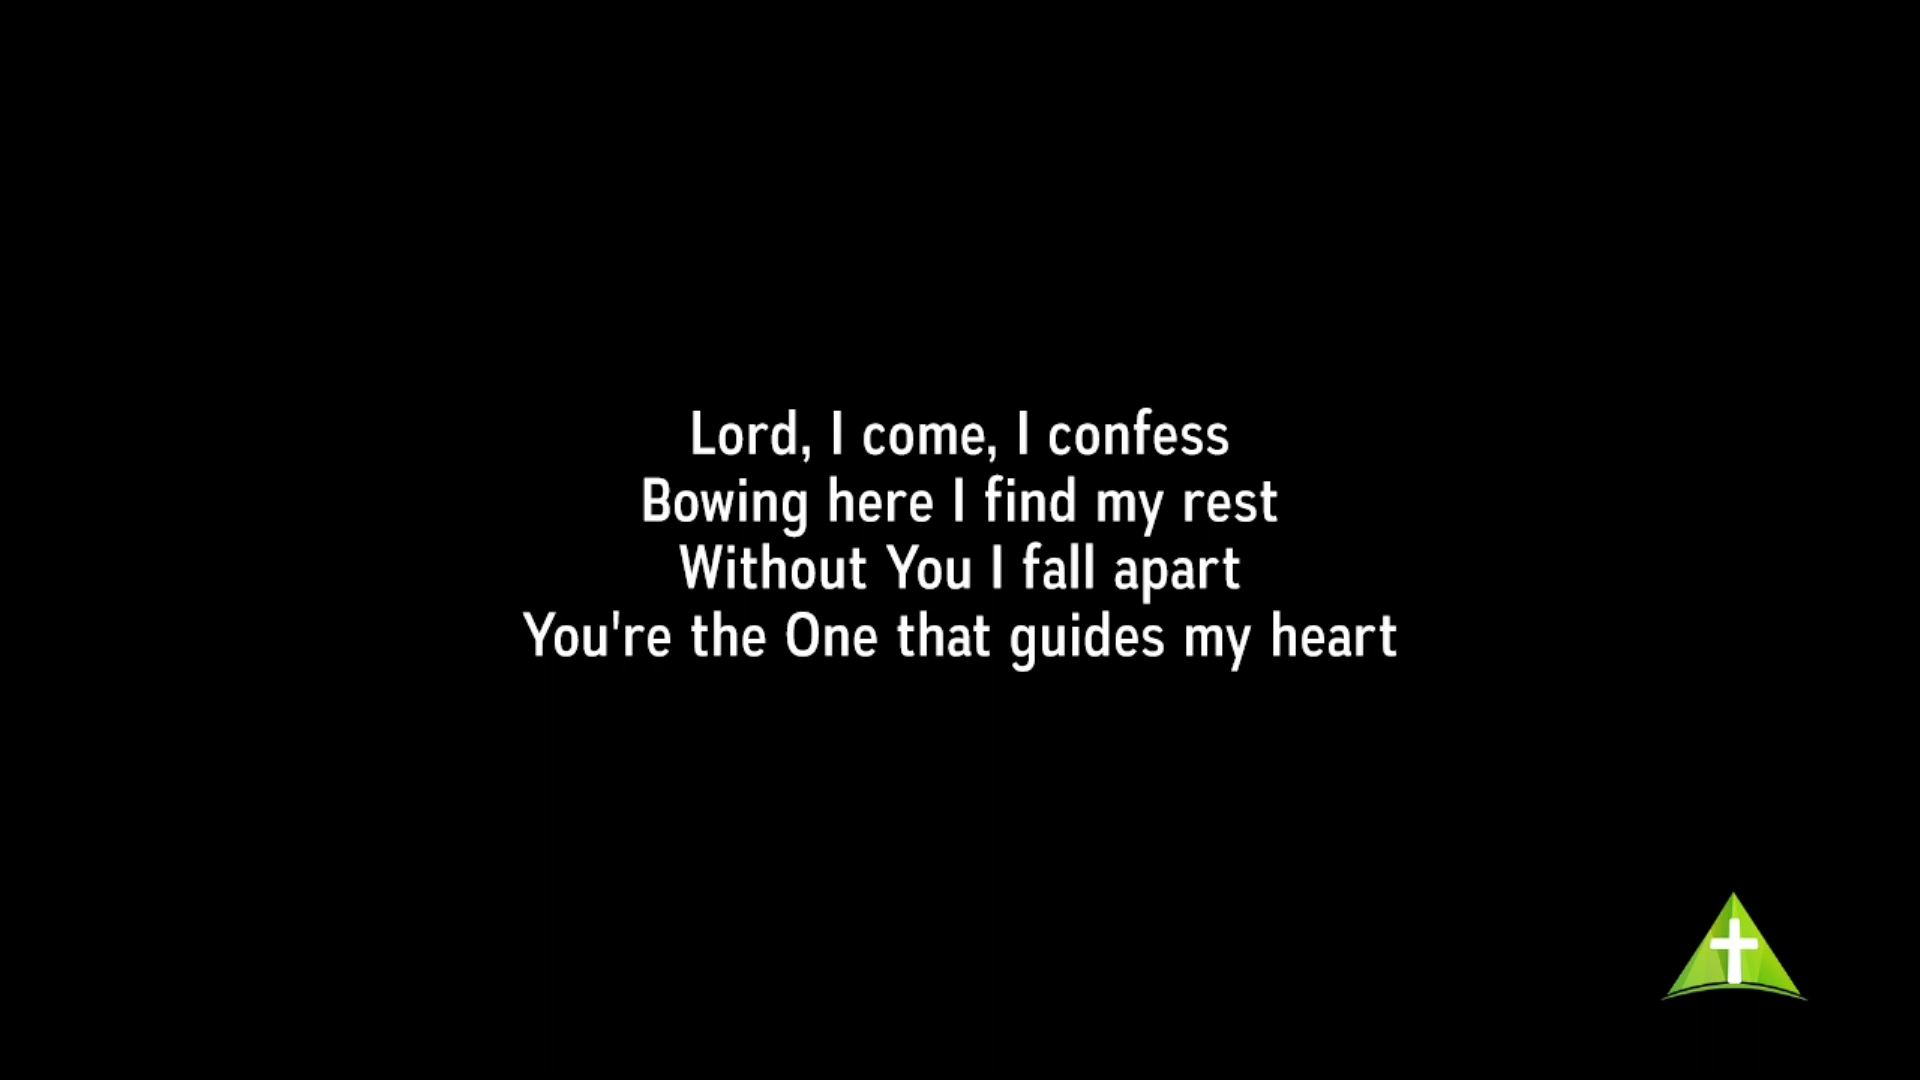 Lord, I come, I confess
Bowing here I find my rest
Without You I fall apart
You're the One that guides my heart